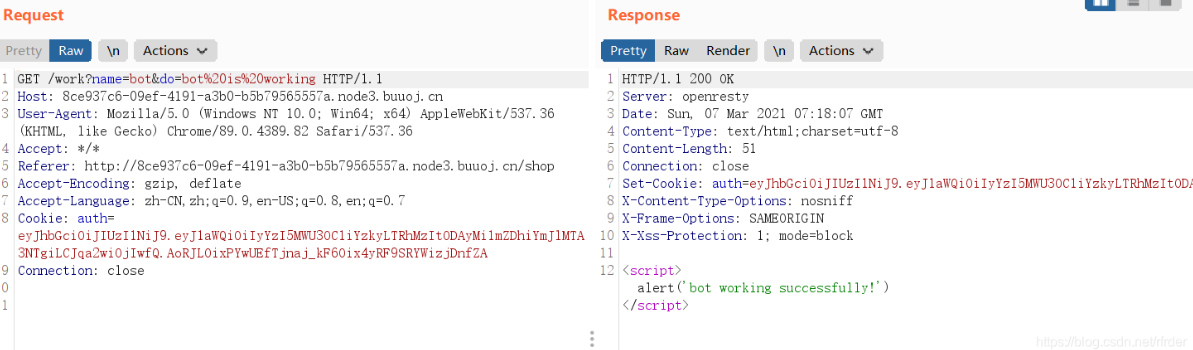 Request
Pretty Raw \n Actions
1 GET /work?name=bot&do=bot%20is%20working HTTP/1.1
2 Host: 8ce937c6-09ef-4191-a3b0-b5b79565557a.node3.buuoj.cn
3 User-Agent: Mozilla/5.0 (Windows NT 10.0; Win64; x64) AppleWebKit/537.36
(KHTML, like Gecko) Chrome/89.0.4389.82 Safari/537.36
4 Accept: */*
5 Referer: http://8ce937c6-09ef-4191-a3b0-b5b79565557a.node3.buuoj.cn/shop
6 Accept-Encoding: gzip, deflate
7 Accept-Language: zh-CN,zh;q=0.9,en-US;q=0.8,en;q=0.7
8 Cookie: auth=
eyJhbGciOiJIUzI1NiJ9.eyJ1aWQiOiIyYzI5MWU3OC1iYzkyLTRhMzItODAyMi1mZDhiYmJlMTA
3NTgiLCJqa2wiOjIwfQ.AoRJL0ixPYwUEfTjnaj_kF6Oix4yRF9SRYWizjDnfZA
9 Connection: close
0
1
Response
Pretty Raw Render \n Actions
1 HTTP/1.1 200 OK
2 Server: openresty
3 Date: Sun, 07 Mar 2021 07:18:07 GMT
4 Content-Type: text/html;charset=utf-8
5 Content-Length: 51
6 Connection: close
7 Set-Cookie: auth=eyJhbGciOiJIUzI1NiJ9.eyJ1aWQiOiIyYzI5MWU3OC1iYzkyLTRhMzItODA
8 X-Content-Type-Options: nosniff
9 X-Frame-Options: SAMEORIGIN
10 X-Xss-Protection: 1; mode=block
11
12 <script>
alert('bot working successfully!')
</script>
https://blog.csdn.net/rfrder